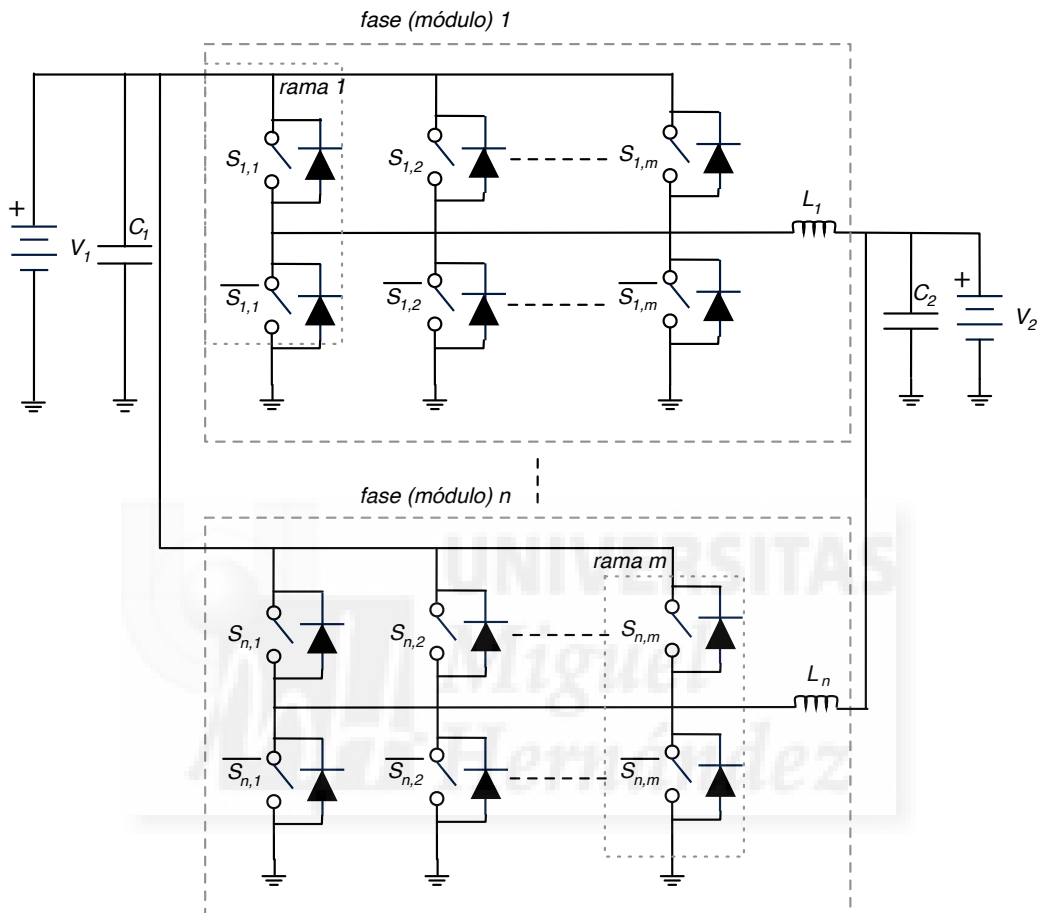 fase (módulo) 1
rama 1
S1,1
S1,2
S1,m
L1
+
V1
C1
S1,1
S1,2
S1,m
+
C2
V2
fase (módulo) n
UNIVERSITAS
rama m
Sn,1
Sn,2
Sn,m
Miguel
Ln
Sn,1
Sn,2
Sn,m
Hernández